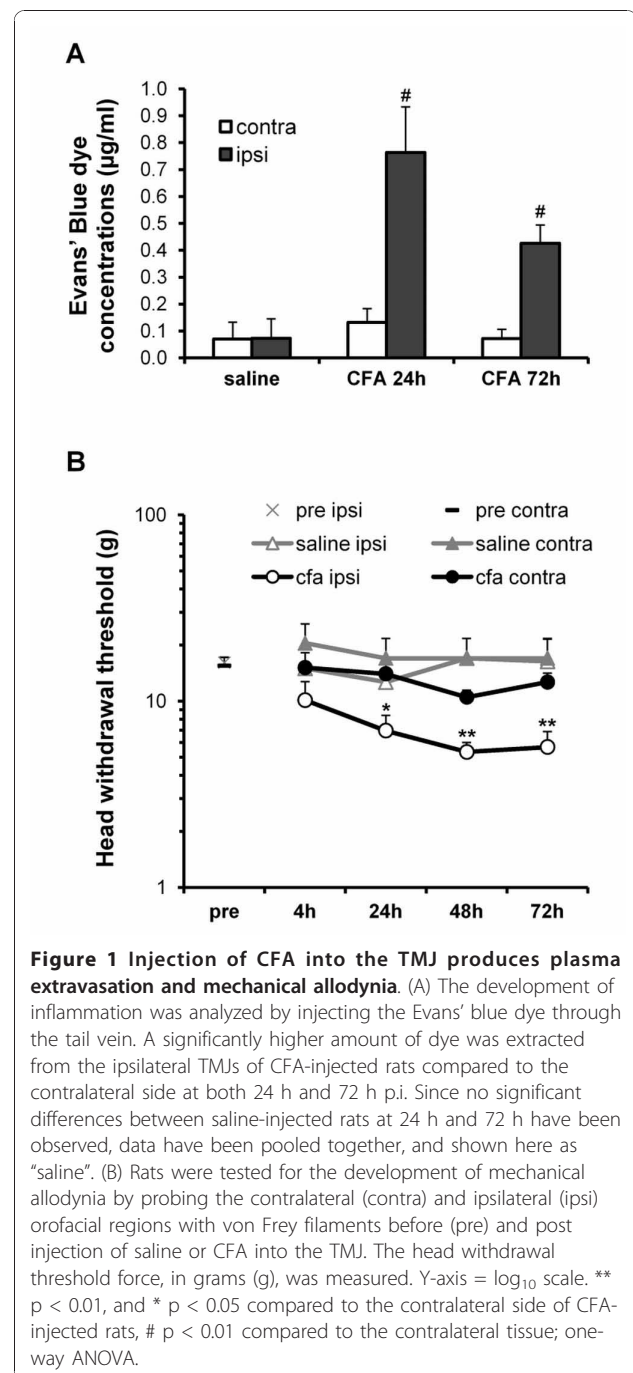 A
Evans' Blue dye
concentrations (µg/ml)
1.0
0.9
0.8
0.7
0.6
0.5
0.4
0.3
0.2
0.1
0.0
contra
ipsi
#
#
saline
CFA 24h
CFA 72h
B
Head withdrawal threshold (g)
100
10
1
pre ipsi
pre contra
saline ipsi
saline contra
cfa ipsi
cfa contra
*
**
**
pre
4h
24h
48h
72h
Figure 1 Injection of CFA into the TMJ produces plasma
extravasation and mechanical allodynia. (A) The development of
inflammation was analyzed by injecting the Evans' blue dye through
the tail vein. A significantly higher amount of dye was extracted
from the ipsilateral TMJs of CFA-injected rats compared to the
contralateral side at both 24 h and 72 h p.i. Since no significant
differences between saline-injected rats at 24 h and 72 h have been
observed, data have been pooled together, and shown here as
"saline". (B) Rats were tested for the development of mechanical
allodynia by probing the contralateral (contra) and ipsilateral (ipsi)
orofacial regions with von Frey filaments before (pre) and post
injection of saline or CFA into the TMJ. The head withdrawal
threshold force, in grams (g), was measured. Y-axis = log10 scale. **
p < 0.01, and * p < 0.05 compared to the contralateral side of CFA-
injected rats, # p < 0.01 compared to the contralateral tissue; one-
way ANOVA.